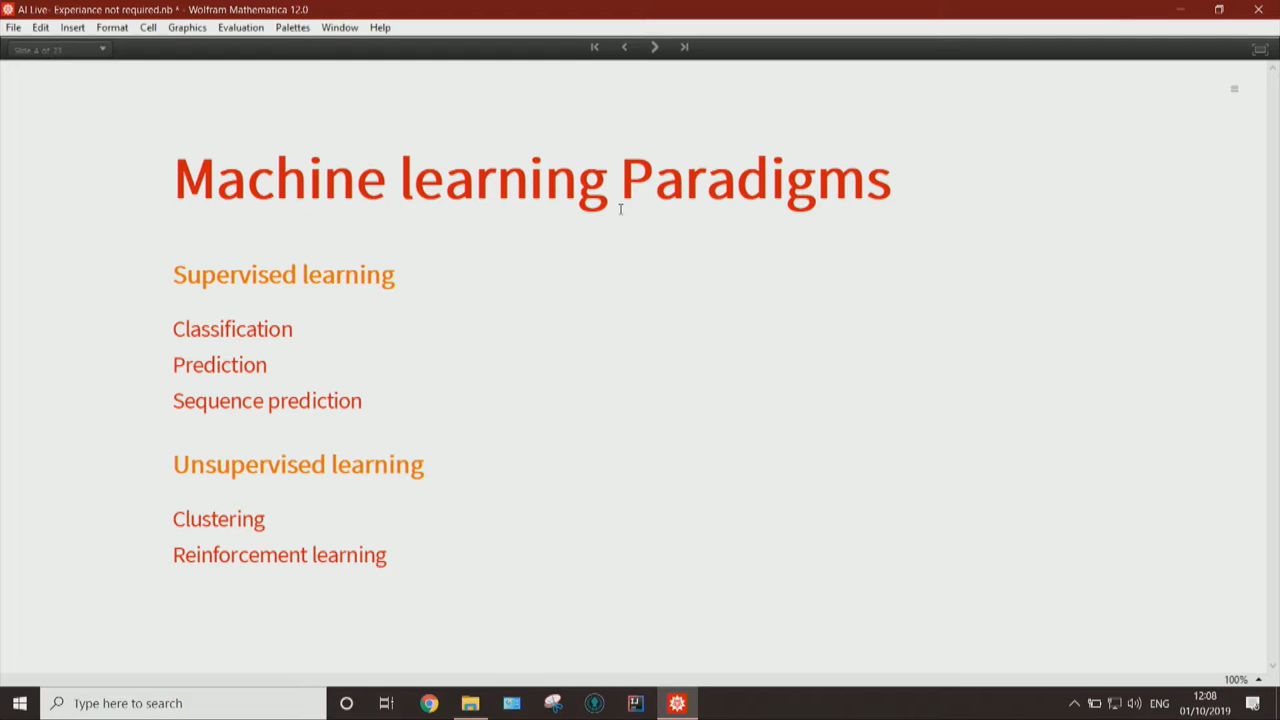 AI Live- Experiance not required.nb * - Wolfram Mathematica 12.0
File Edit Insert Format Cell Graphics Evaluation Palettes Window Help
Slide 4 of 23
Machine learning Paradigms
Supervised learning
Classification
Prediction
Sequence prediction
Unsupervised learning
Clustering
Reinforcement learning
100%
Type here to search
ENG
12:08
01/10/2019